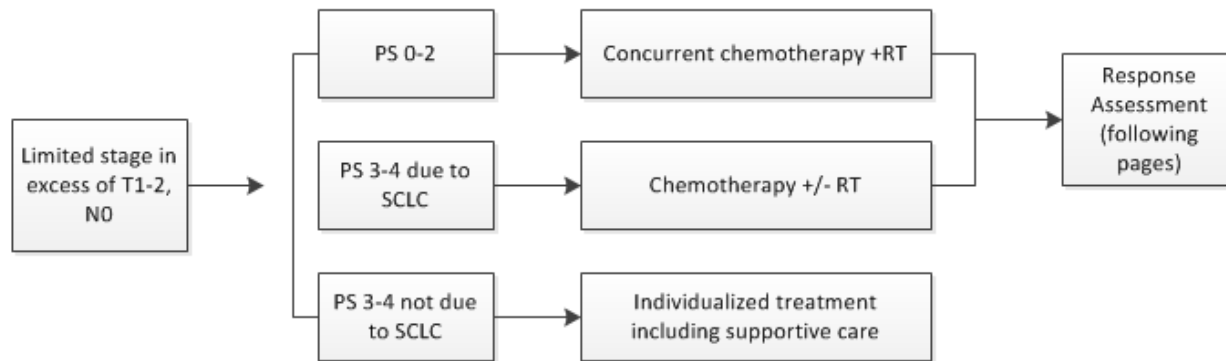 PS 0-2
Concurrent chemotherapy +RT
Response
Assessment
(following
pages)
Limited stage in
excess of T1-2,
N0
PS 3-4 due to
SCLC
Chemotherapy +/- RT
PS 3-4 not due
to SCLC
Individualized treatment
including supportive care